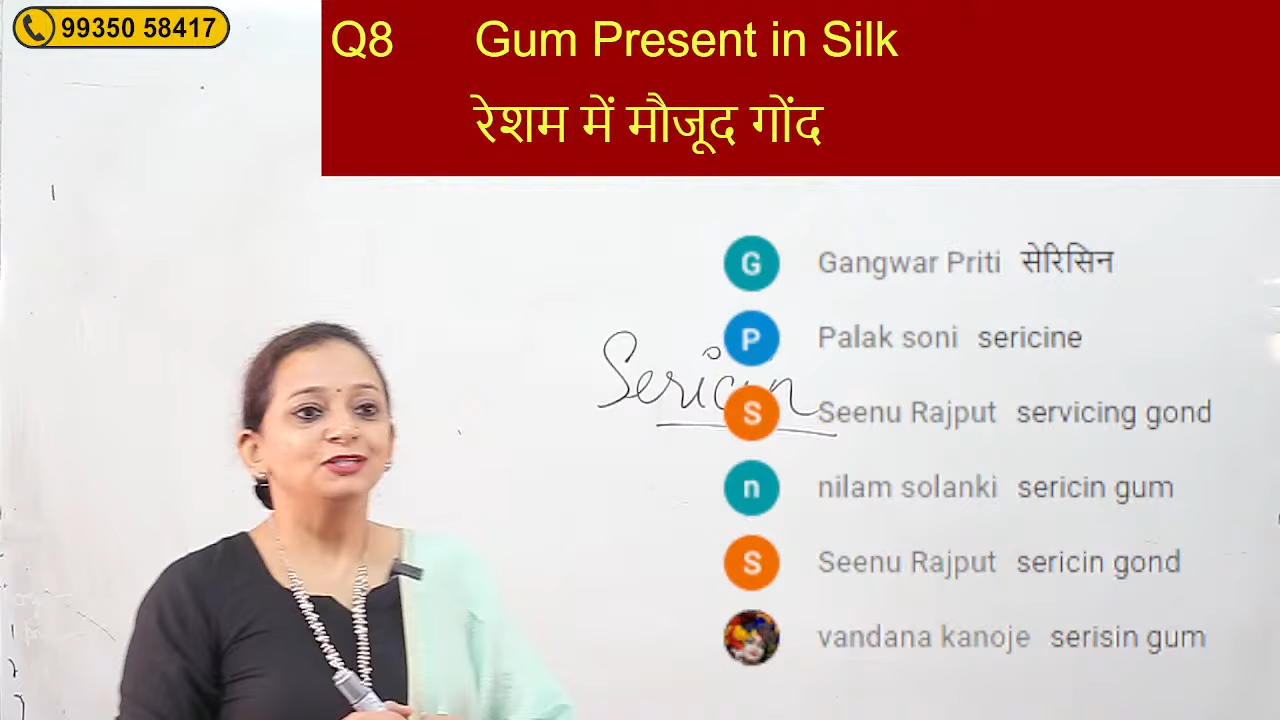 99350 58417
Q8 Gum Present in Silk
रेशम में मौजूद गोंद
Gangwar Priti सेरिसिन
Palak soni sericine
Sericin
Seenu Rajput servicing gond
nilam solanki sericin gum
Seenu Rajput sericin gond
vandana kanoje serisin gum